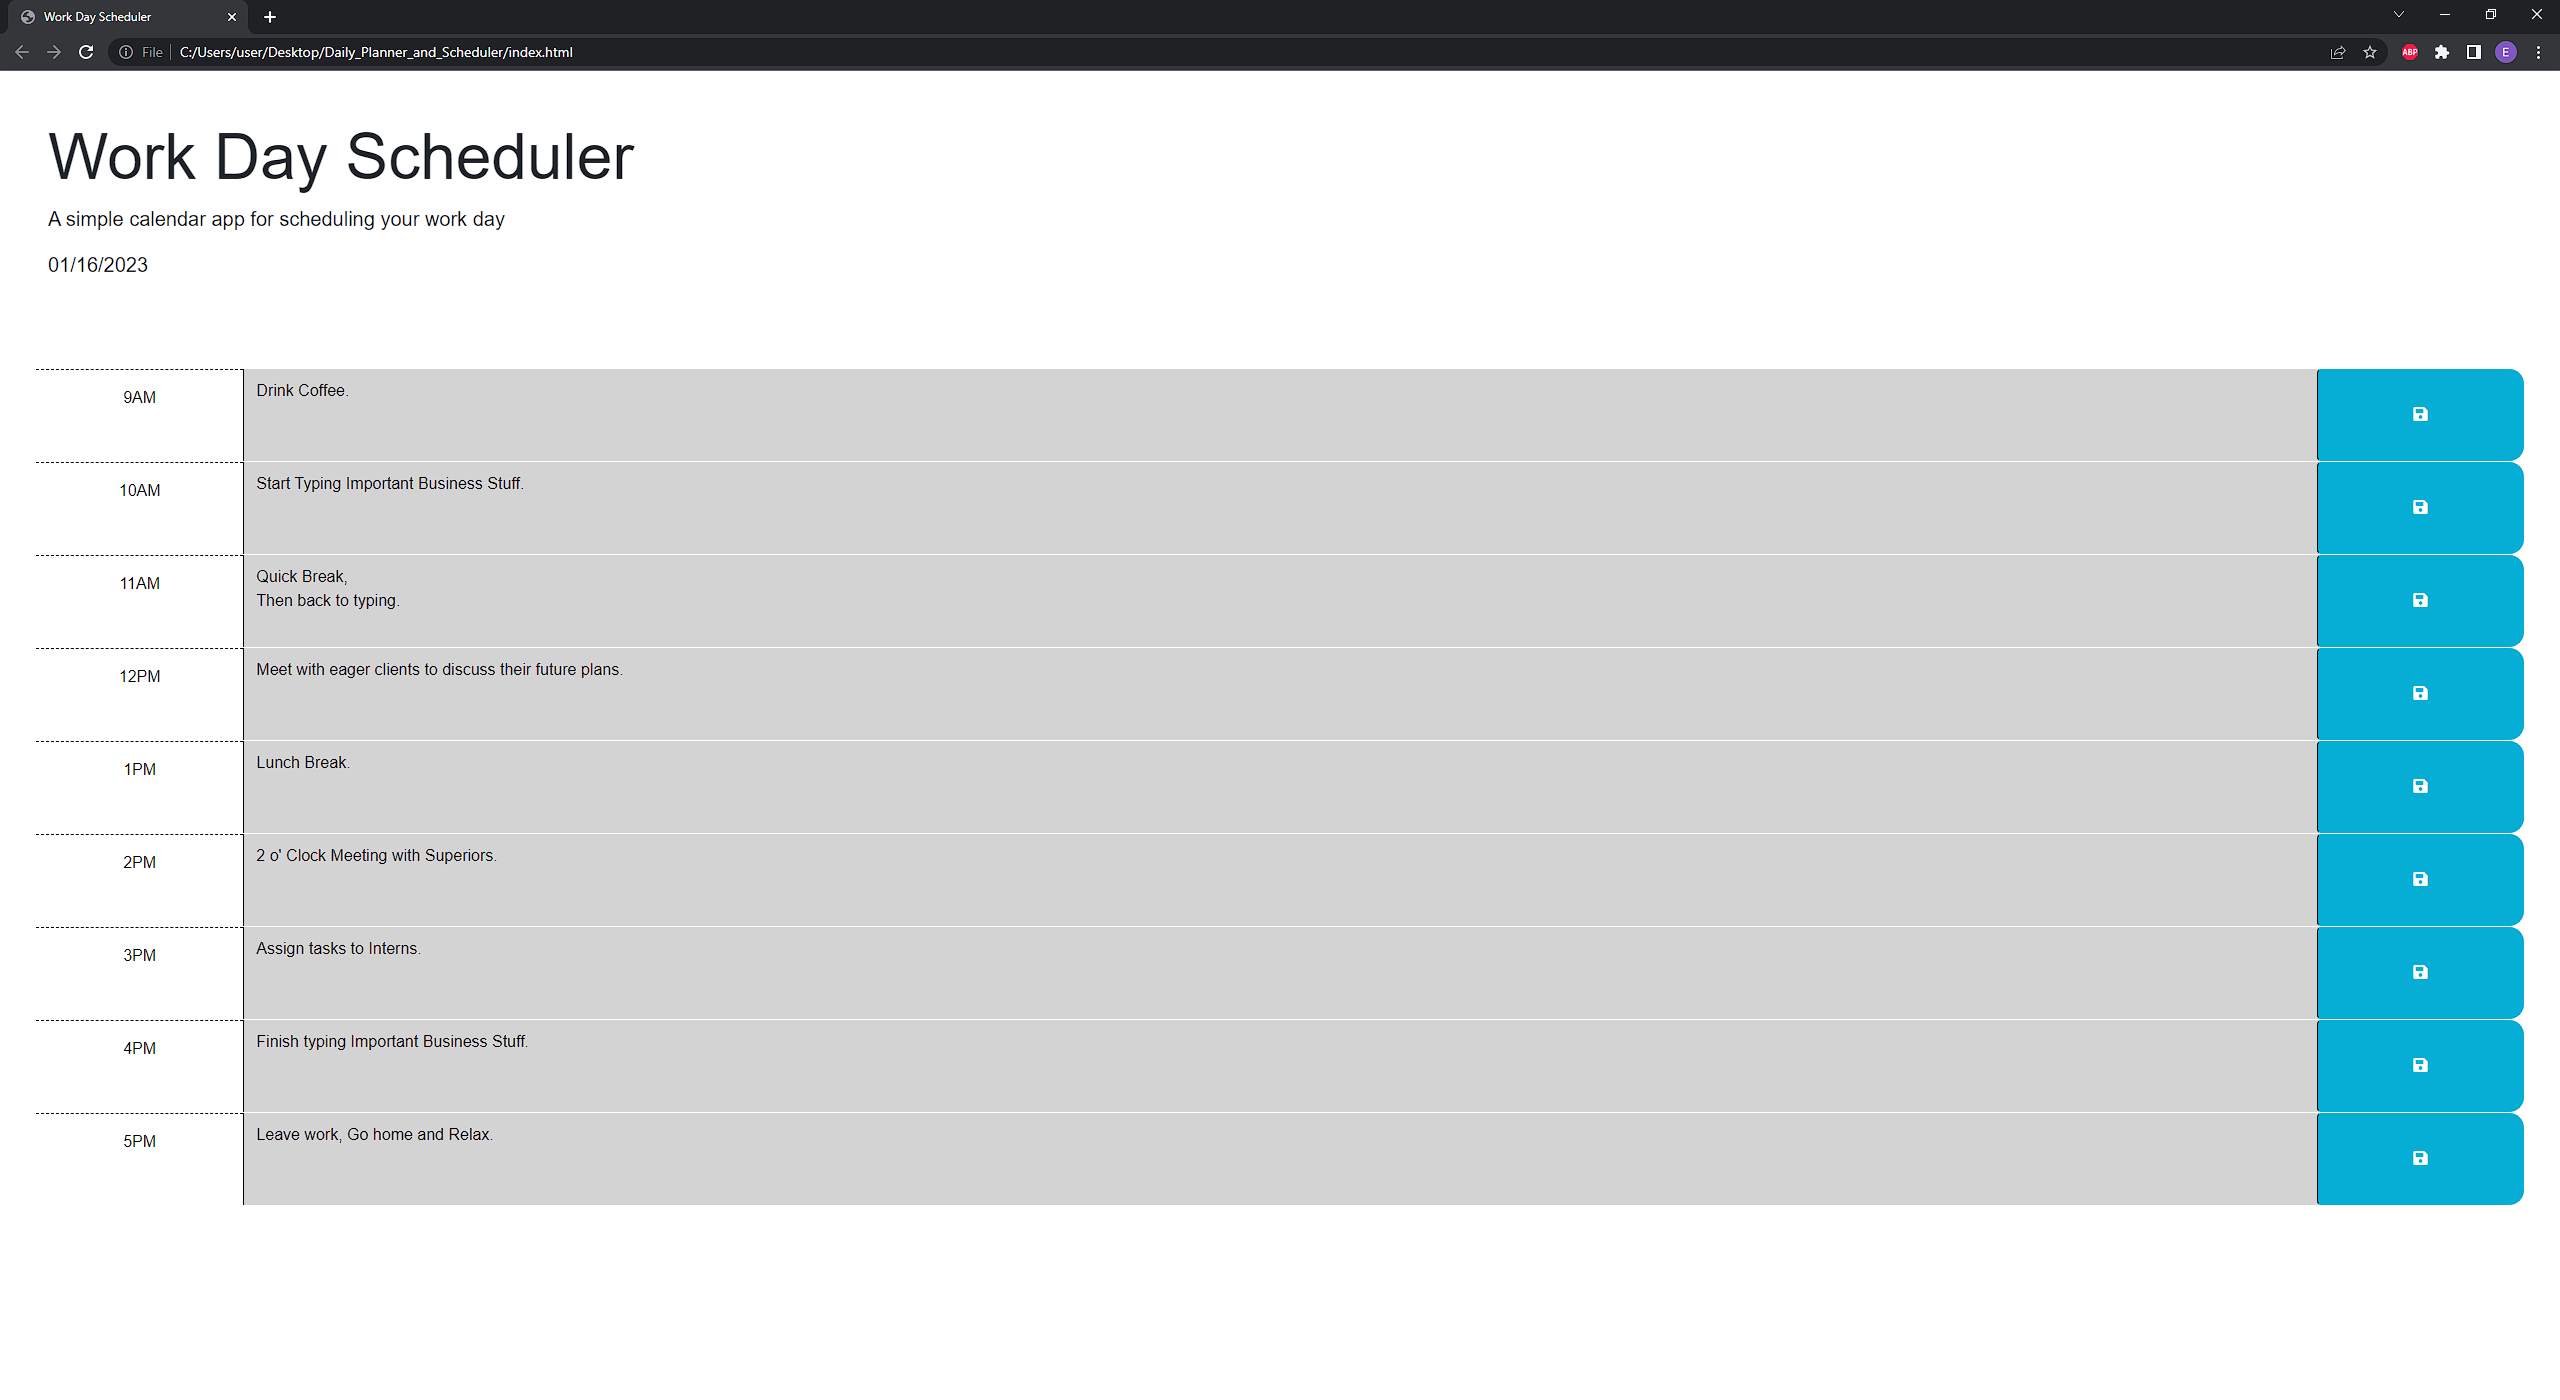 Work Day Scheduler
File
C:/Users/user/Desktop/Daily_Planner_and_Scheduler/index.html
ABP
E
Work Day Scheduler
A simple calendar app for scheduling your work day
01/16/2023
9AM
Drink Coffee.
10AM
Start Typing Important Business Stuff.
11AM
Quick Break,
Then back to typing.
12PM
Meet with eager clients to discuss their future plans.
1PM
Lunch Break.
2PM
2 o' Clock Meeting with Superiors.
3PM
Assign tasks to Interns.
4PM
Finish typing Important Business Stuff.
5PM
Leave work, Go home and Relax.